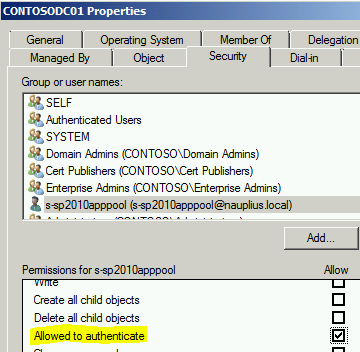 CONTOSODC01 Properties
General
Operating System
Member Of
Delegation
Managed By
Object
Security
Dial-in
Group or user names:
SELF
Authenticated Users
SYSTEM
Domain Admins (CONTOSO\Domain Admins)
Cert Publishers (CONTOSO\Cert Publishers)
Enterprise Admins (CONTOSO\Enterprise Admins)
s-sp2010apppool (s-sp2010apppool@nauplius.local)
Add...
Permissions for s-sp2010apppool Allow
Write
Create all child objects
Delete all child objects
Allowed to authenticate